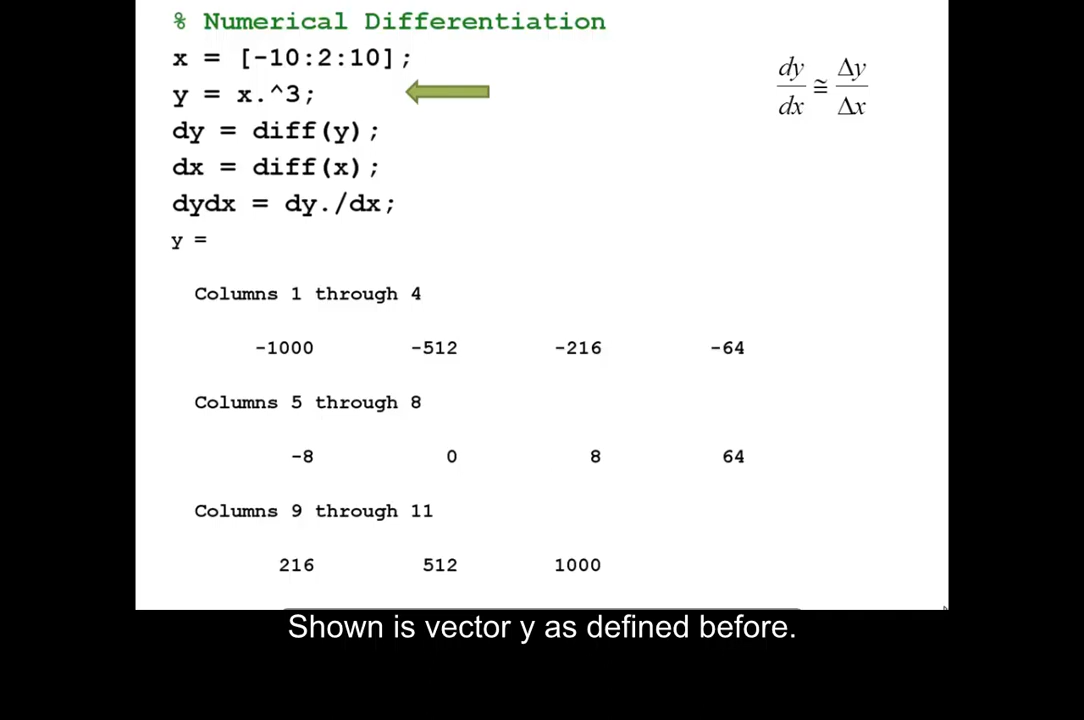 % Numerical Differentiation
x = [-10:2:10];
y = x.^3;
dy = diff(y);
dx = diff(x);
dydx = dy./dx;
dy/dx ≅ Δy/Δx
y =
Columns 1 through 4
-1000 -512 -216 -64
Columns 5 through 8
-8 0 8 64
Columns 9 through 11
216 512 1000
Shown is vector y as defined before.